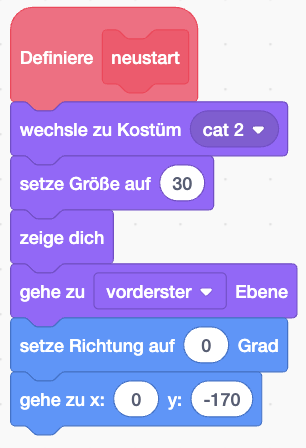 Definiere neustart
wechsle zu Kostüm cat 2
setze Größe auf 30
zeige dich
gehe zu vorderster Ebene
setze Richtung auf 0 Grad
gehe zu x: 0 y: -170